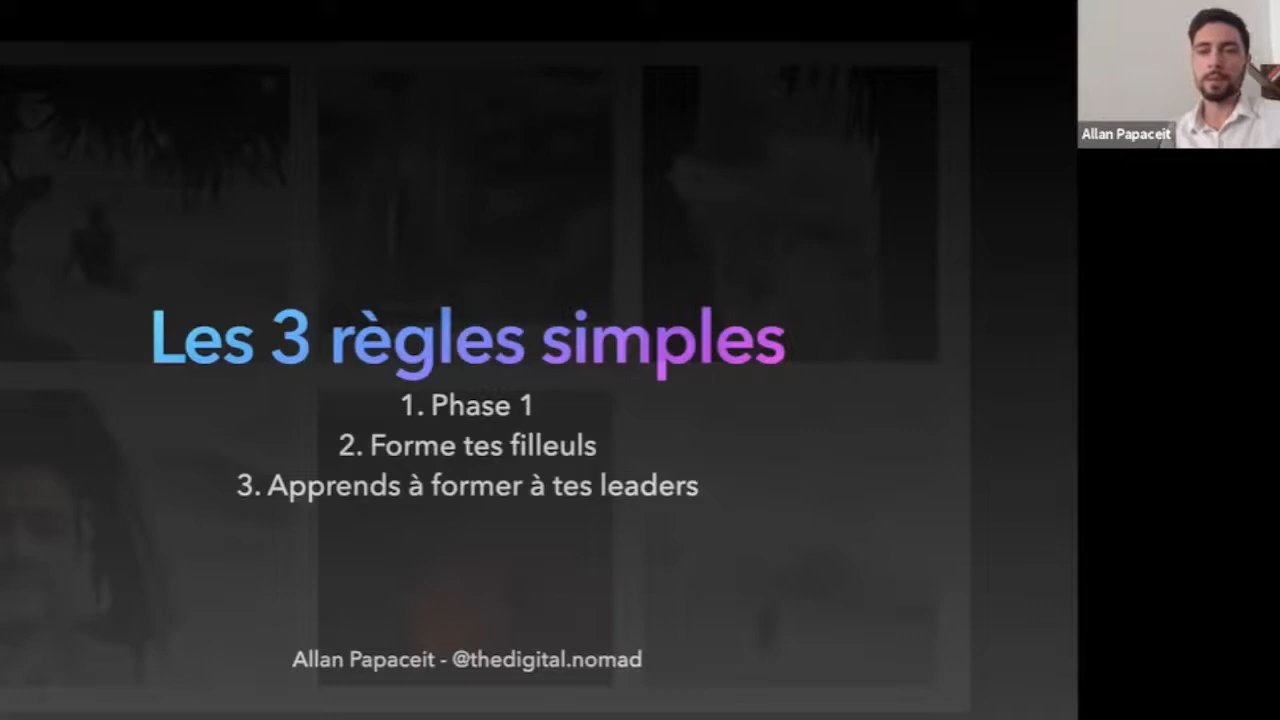 Allan Papaceit
Les 3 règles simples
1. Phase 1
2. Forme tes filleuls
3. Apprends à former à tes leaders
Allan Papaceit - @thedigital.nomad